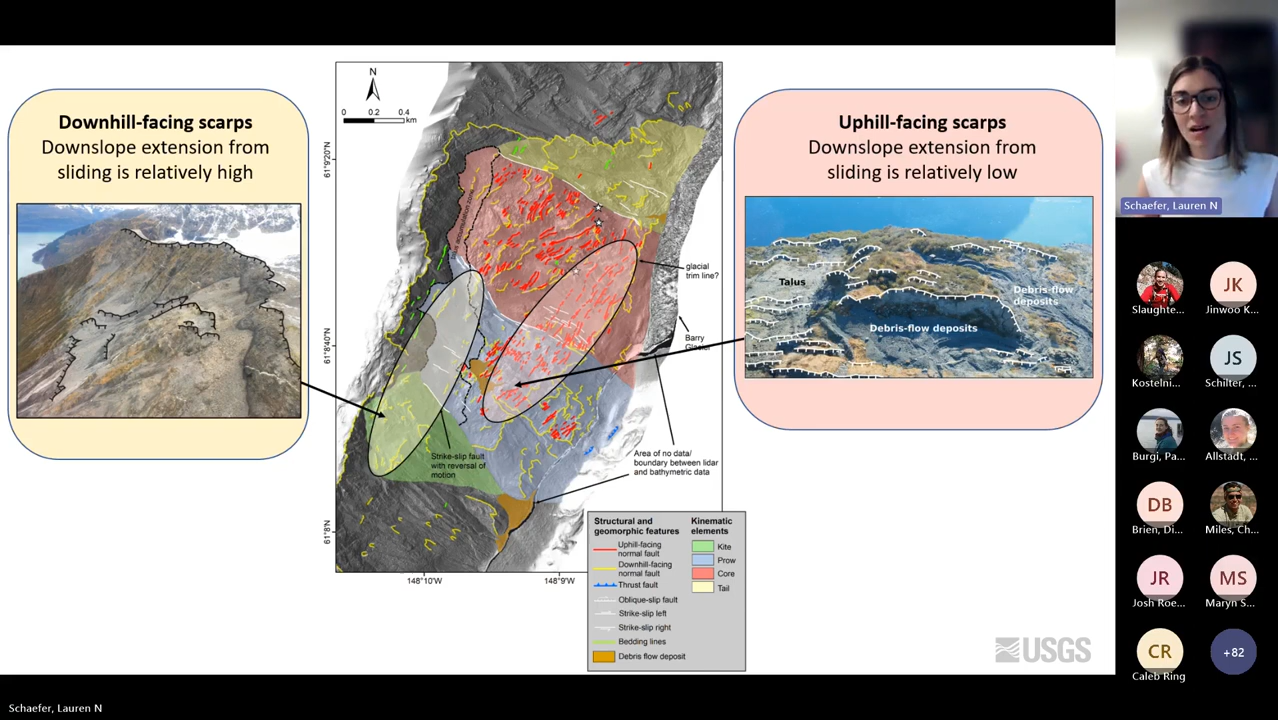 Downhill-facing scarps
Downslope extension from
sliding is relatively high
N
0 0.2 0.4
km
61°9'20"N
61°8'40"N
61°8'N
148°10'W
148°9'W
glacial
trim line?
Barry
Glacier
Strike-slip fault
with reversal of
motion
Area of no data/
boundary between lidar
and bathymetric data
Structural and
geomorphic features
Uphill-facing
normal fault
Downhill-facing
normal fault
Thrust fault
Oblique-slip fault
Strike-slip left
Strike-slip right
Bedding lines
Debris flow deposit
Kinematic
elements
Kite
Prow
Core
Tail
Uphill-facing scarps
Downslope extension from
sliding is relatively low
Talus
Debris-flow
deposits
Debris-flow deposits
USGS
Schaefer, Lauren N
Slaughte...
JK
Jinwoo K...
Kostelni...
JS
Schilter, ...
Burgi, Pa...
Allstadt, ...
DB
Brien, Di...
Miles, Ch...
JR
Josh Roe...
MS
Maryn S...
CR
Caleb Ring
+82
Schaefer, Lauren N